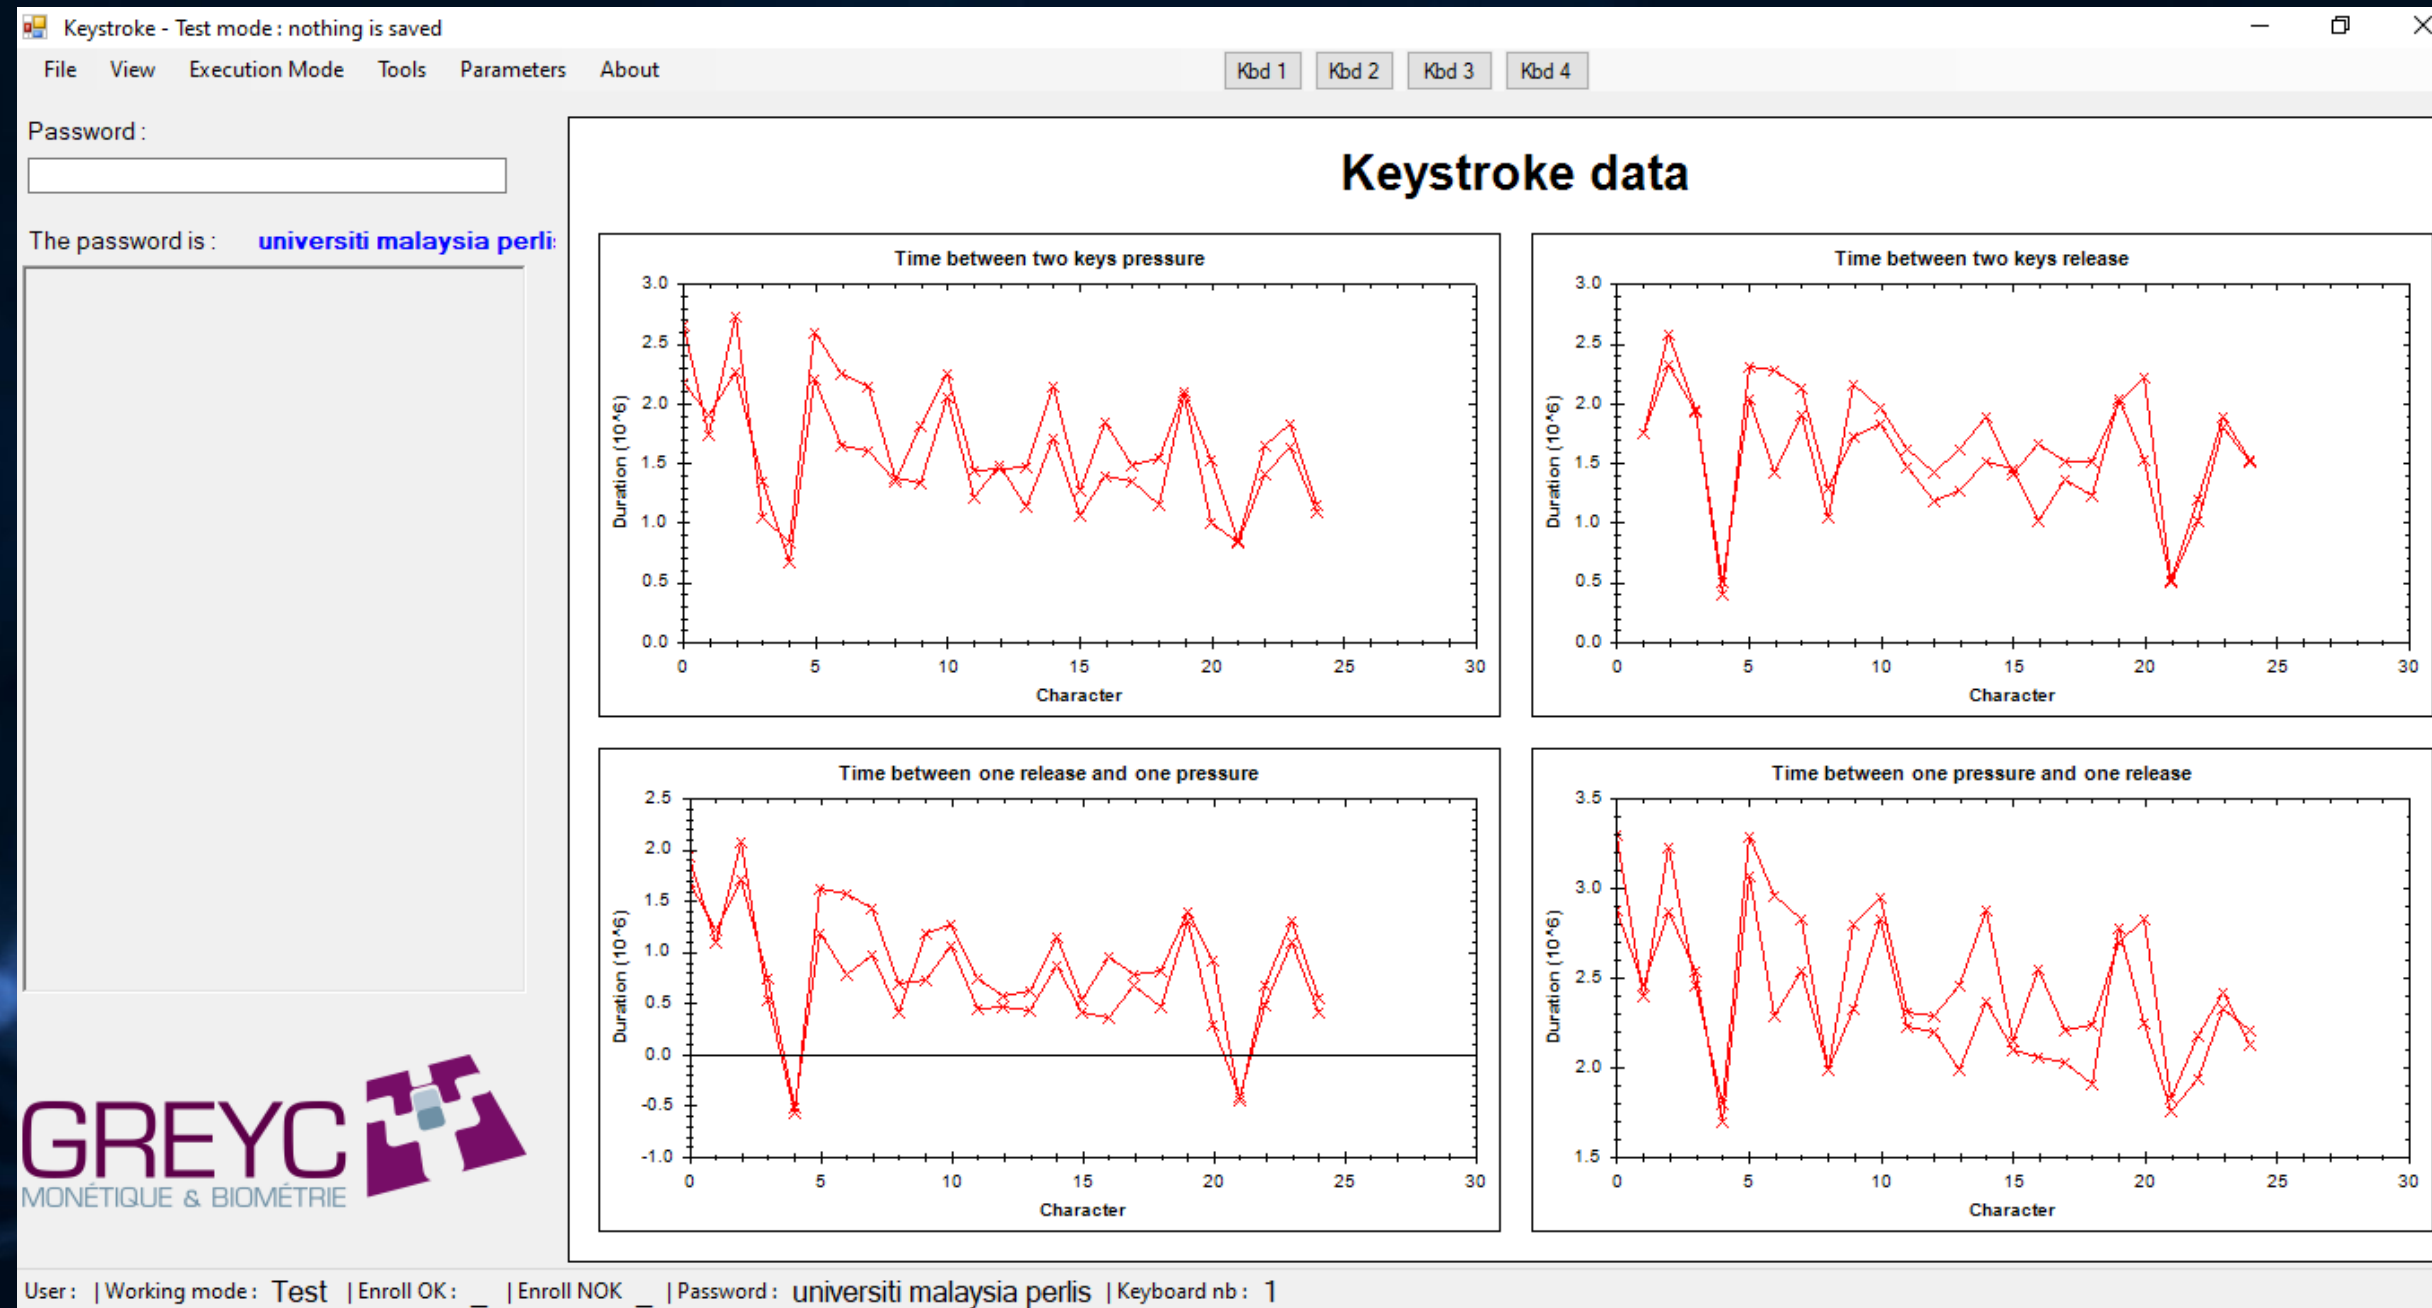 Keystroke - Test mode : nothing is saved
File View Execution Mode Tools Parameters About Kbd 1 Kbd 2 Kbd 3 Kbd 4
Password :
The password is : universiti malaysia perlis
Keystroke data
Time between two keys pressure
3.0
2.5
2.0
1.5
1.0
0.5
0.0
Duration (10^6)
0 5 10 15 20 25 30
Character
Time between two keys release
3.0
2.5
2.0
1.5
1.0
0.5
0.0
Duration (10^6)
0 5 10 15 20 25 30
Character
Time between one release and one pressure
2.5
2.0
1.5
1.0
0.5
0.0
-0.5
-1.0
Duration (10^6)
0 5 10 15 20 25 30
Character
Time between one pressure and one release
3.5
3.0
2.5
2.0
1.5
Duration (10^6)
0 5 10 15 20 25 30
Character
GREYC
MONÉTIQUE & BIOMÉTRIE
User : | Working mode : Test | Enroll OK : _ | Enroll NOK _ | Password : universiti malaysia perlis | Keyboard nb : 1